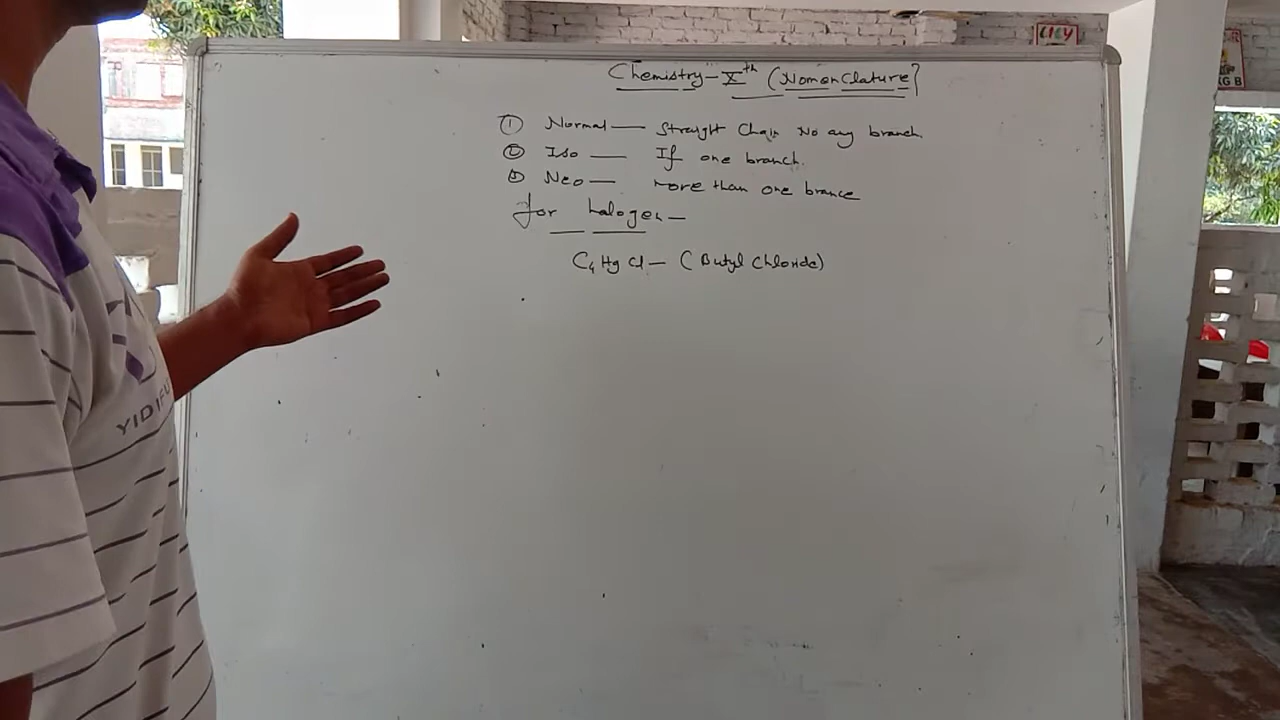 Chemistry - Xth (Nomenclature)
① Normal — Straight Chain No any branch.
② Iso — If one branch.
③ Neo — more than one brance
for halogen -
C4H9Cl — (Butyl Chloride)
YIDIFU